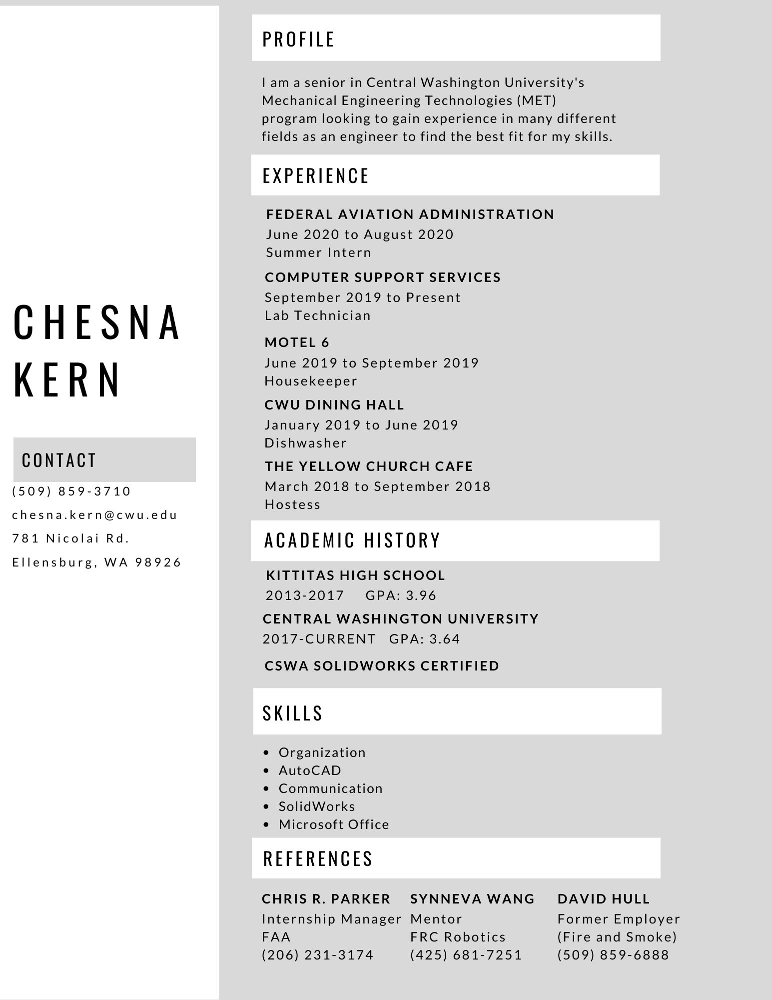 CHESNA
KERN
CONTACT
(509) 859-3710
chesna.kern@cwu.edu
781 Nicolai Rd.
Ellensburg, WA 98926
PROFILE
I am a senior in Central Washington University's
Mechanical Engineering Technologies (MET)
program looking to gain experience in many different
fields as an engineer to find the best fit for my skills.
EXPERIENCE
FEDERAL AVIATION ADMINISTRATION
June 2020 to August 2020
Summer Intern
COMPUTER SUPPORT SERVICES
September 2019 to Present
Lab Technician
MOTEL 6
June 2019 to September 2019
Housekeeper
CWU DINING HALL
January 2019 to June 2019
Dishwasher
THE YELLOW CHURCH CAFE
March 2018 to September 2018
Hostess
ACADEMIC HISTORY
KITTITAS HIGH SCHOOL
2013-2017 GPA: 3.96
CENTRAL WASHINGTON UNIVERSITY
2017-CURRENT GPA: 3.64
CSWA SOLIDWORKS CERTIFIED
SKILLS
• Organization
• AutoCAD
• Communication
• SolidWorks
• Microsoft Office
REFERENCES
CHRIS R. PARKER
Internship Manager
FAA
(206) 231-3174
SYNNEVA WANG
Mentor
FRC Robotics
(425) 681-7251
DAVID HULL
Former Employer
(Fire and Smoke)
(509) 859-6888